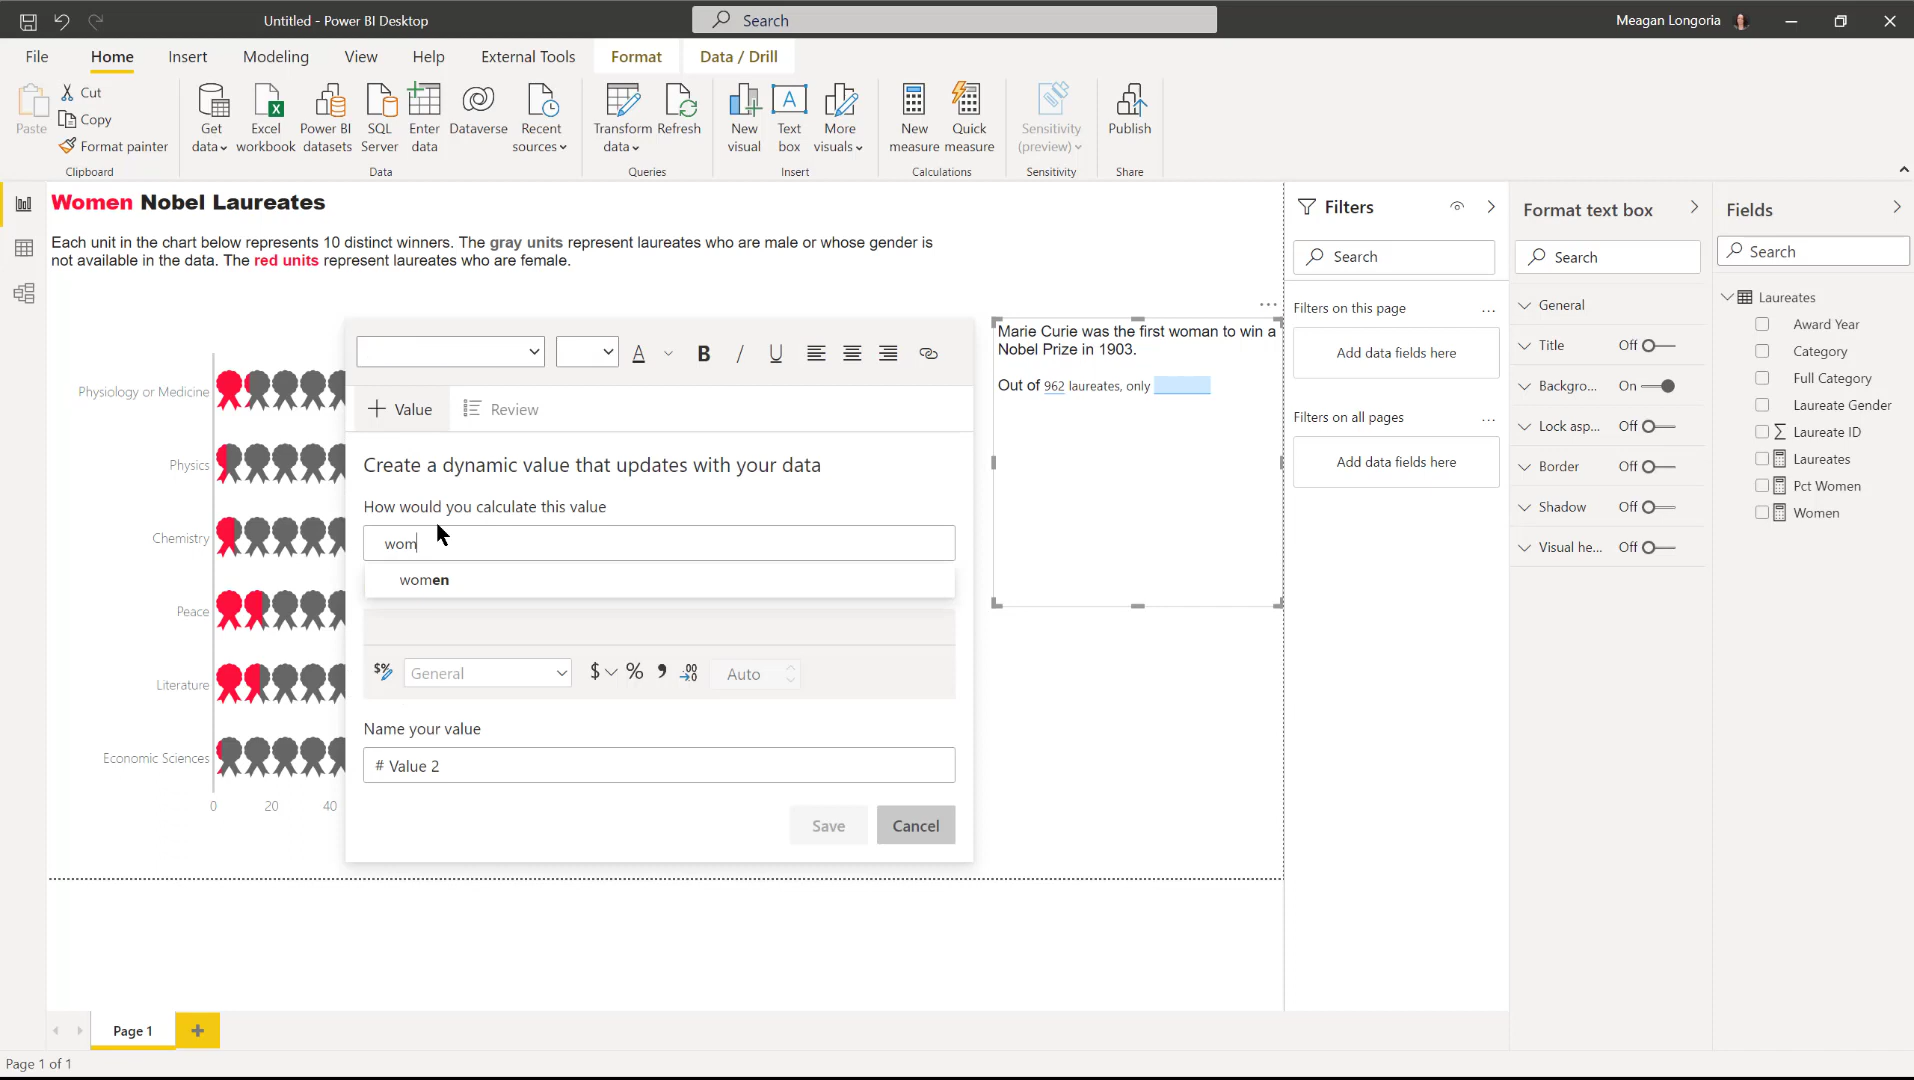 Untitled - Power BI Desktop
Search
Meagan Longoria
File
Home
Insert
Modeling
View
Help
External Tools
Format
Data / Drill
Paste
Cut
Copy
Format painter
Clipboard
Get data
Excel workbook
Power BI datasets
SQL Server
Enter data
Dataverse
Recent sources
Data
Transform data
Refresh
Queries
New visual
Text box
More visuals
Insert
New measure
Quick measure
Calculations
Sensitivity (preview)
Sensitivity
Publish
Share
Women Nobel Laureates
Each unit in the chart below represents 10 distinct winners. The gray units represent laureates who are male or whose gender is
not available in the data. The red units represent laureates who are female.
Physiology or Medicine
Physics
Chemistry
Peace
Literature
Economic Sciences
0
20
40
B
I
U
Value
Review
Create a dynamic value that updates with your data
How would you calculate this value
wom
women
General
$
%
Auto
Name your value
# Value 2
Save
Cancel
Marie Curie was the first woman to win a
Nobel Prize in 1903.
Out of 962 laureates, only
Filters
Search
Filters on this page
...
Add data fields here
Filters on all pages
...
Add data fields here
Format text box
Search
General
Title Off
Backgro... On
Lock asp... Off
Border Off
Shadow Off
Visual he... Off
Fields
Search
Laureates
Award Year
Category
Full Category
Laureate Gender
Laureate ID
Laureates
Pct Women
Women
Page 1
Page 1 of 1